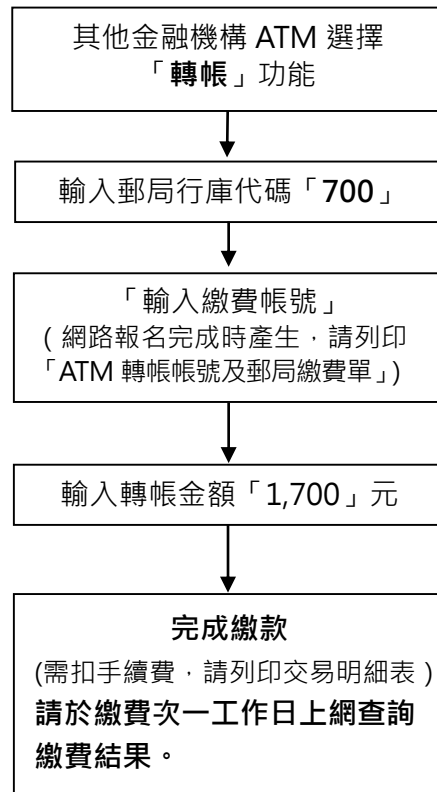 其他金融機構 ATM 選擇
「轉帳」功能
輸入郵局行庫代碼「700」
「輸入繳費帳號」
( 網路報名完成時產生，請列印
「ATM 轉帳帳號及郵局繳費單」)
輸入轉帳金額「1,700」元
完成繳款
(需扣手續費，請列印交易明細表 )
請於繳費次一工作日上網查詢
繳費結果。